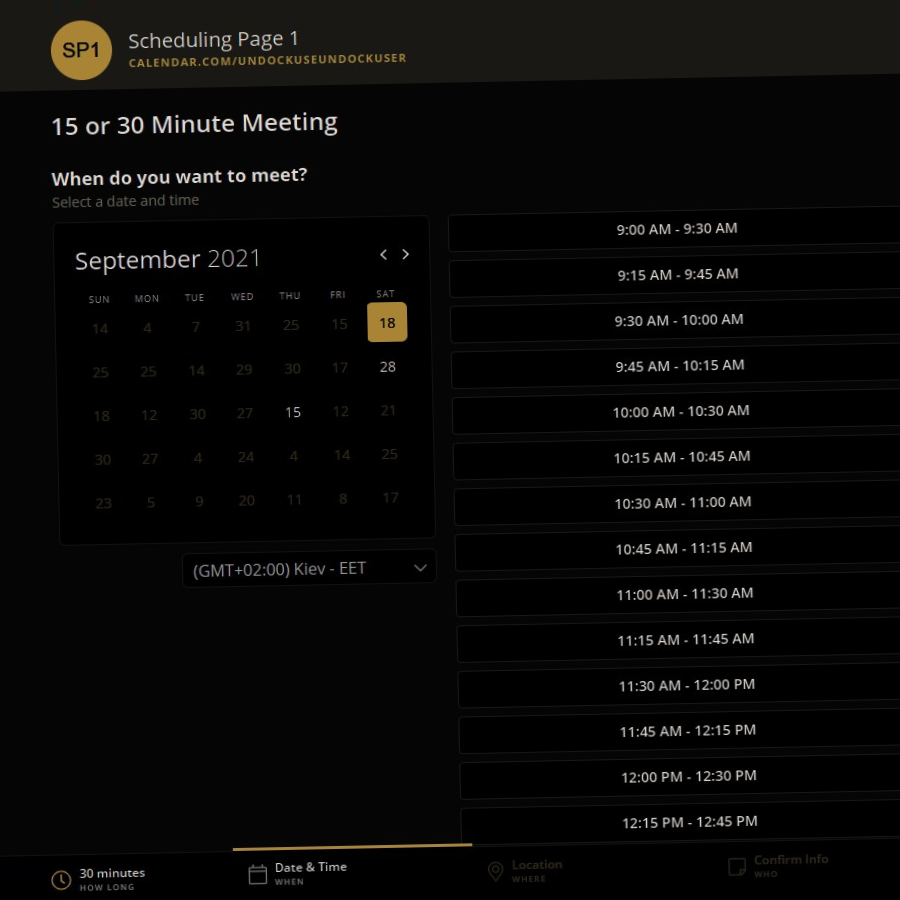 SP1
Scheduling Page 1
CALENDAR.COM/UNDOCKUSEUNDOCKUSER
15 or 30 Minute Meeting
When do you want to meet?
Select a date and time
September 2021
SUN MON TUE WED THU FRI SAT
14 4 7 31 25 15 18
25 25 14 29 30 17 28
18 12 30 27 15 12 21
30 27 4 24 4 14 25
23 5 9 20 11 8 17
(GMT+02:00) Kiev - EET
9:00 AM - 9:30 AM
9:15 AM - 9:45 AM
9:30 AM - 10:00 AM
9:45 AM - 10:15 AM
10:00 AM - 10:30 AM
10:15 AM - 10:45 AM
10:30 AM - 11:00 AM
10:45 AM - 11:15 AM
11:00 AM - 11:30 AM
11:15 AM - 11:45 AM
11:30 AM - 12:00 PM
11:45 AM - 12:15 PM
12:00 PM - 12:30 PM
12:15 PM - 12:45 PM
30 minutes
HOW LONG
Date & Time
WHEN
Location
WHERE
Confirm Info
WHO